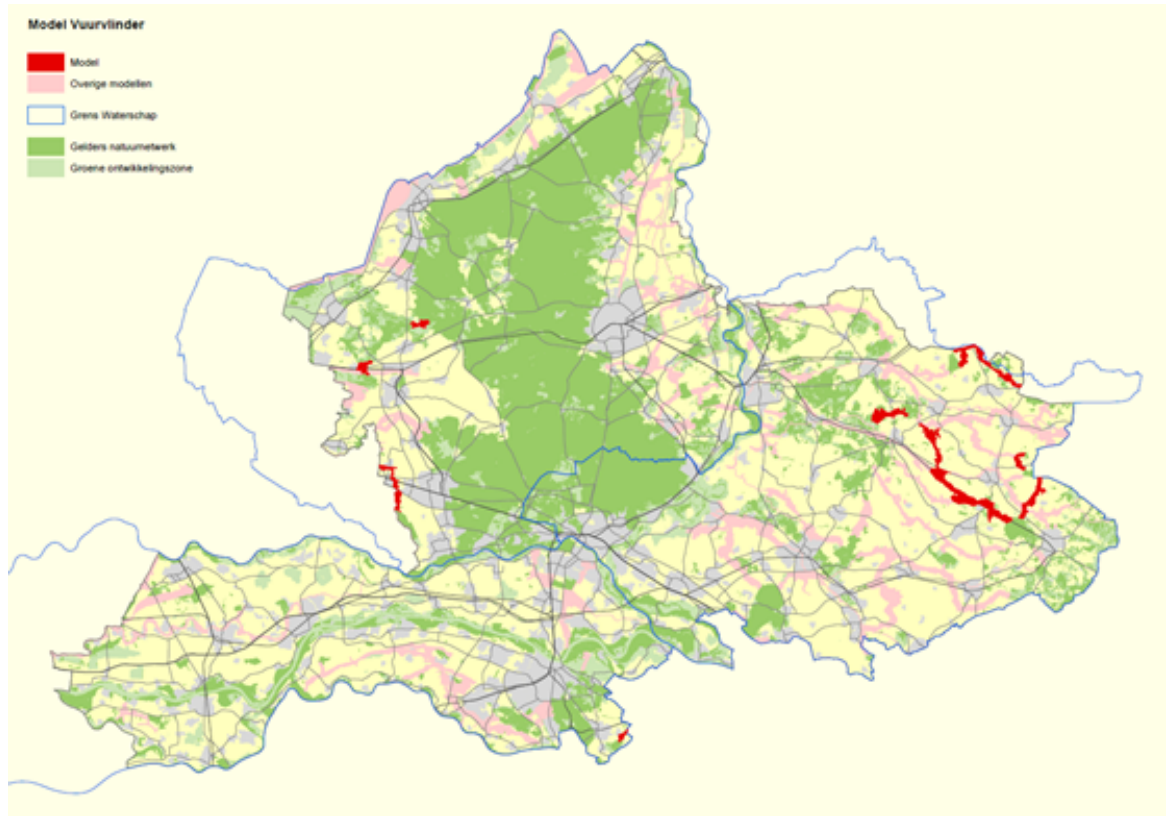 Model Vuurvlinder
Model
Overige modellen
Grens Waterschap
Gelders natuurnetwerk
Groene ontwikkelingszone